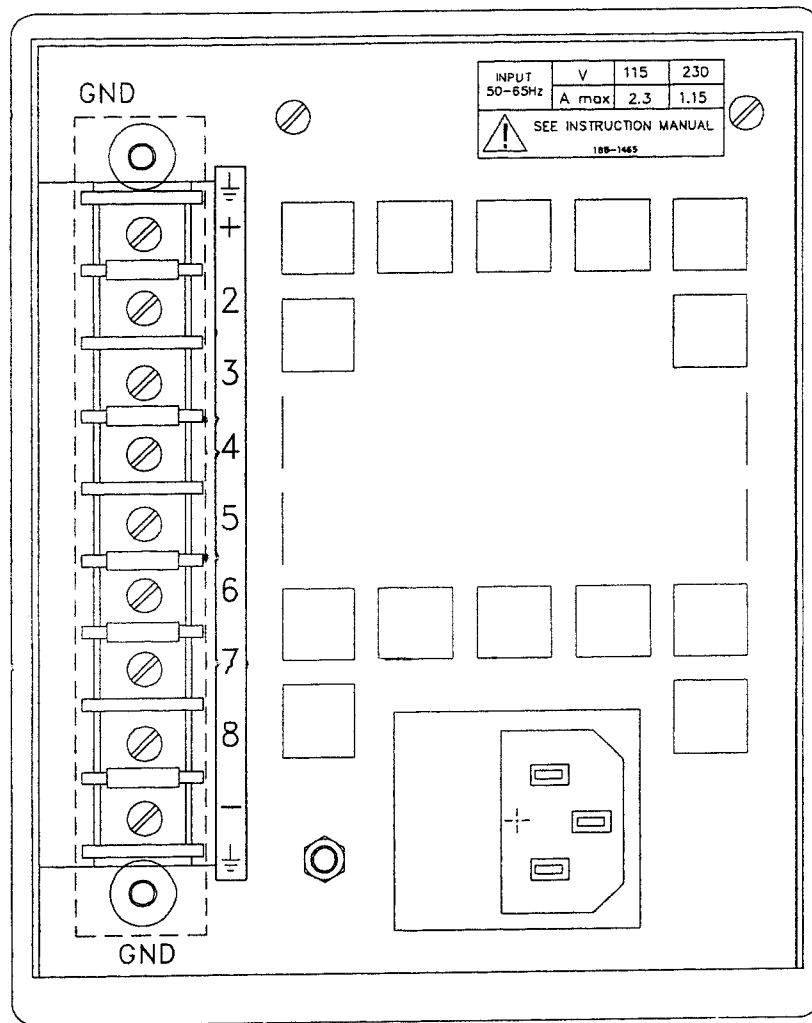 GND
INPUT 50-65Hz V 115 230
A max 2.3 1.15
SEE INSTRUCTION MANUAL
188-1465
+
2
3
4
5
6
7
8
-
GND